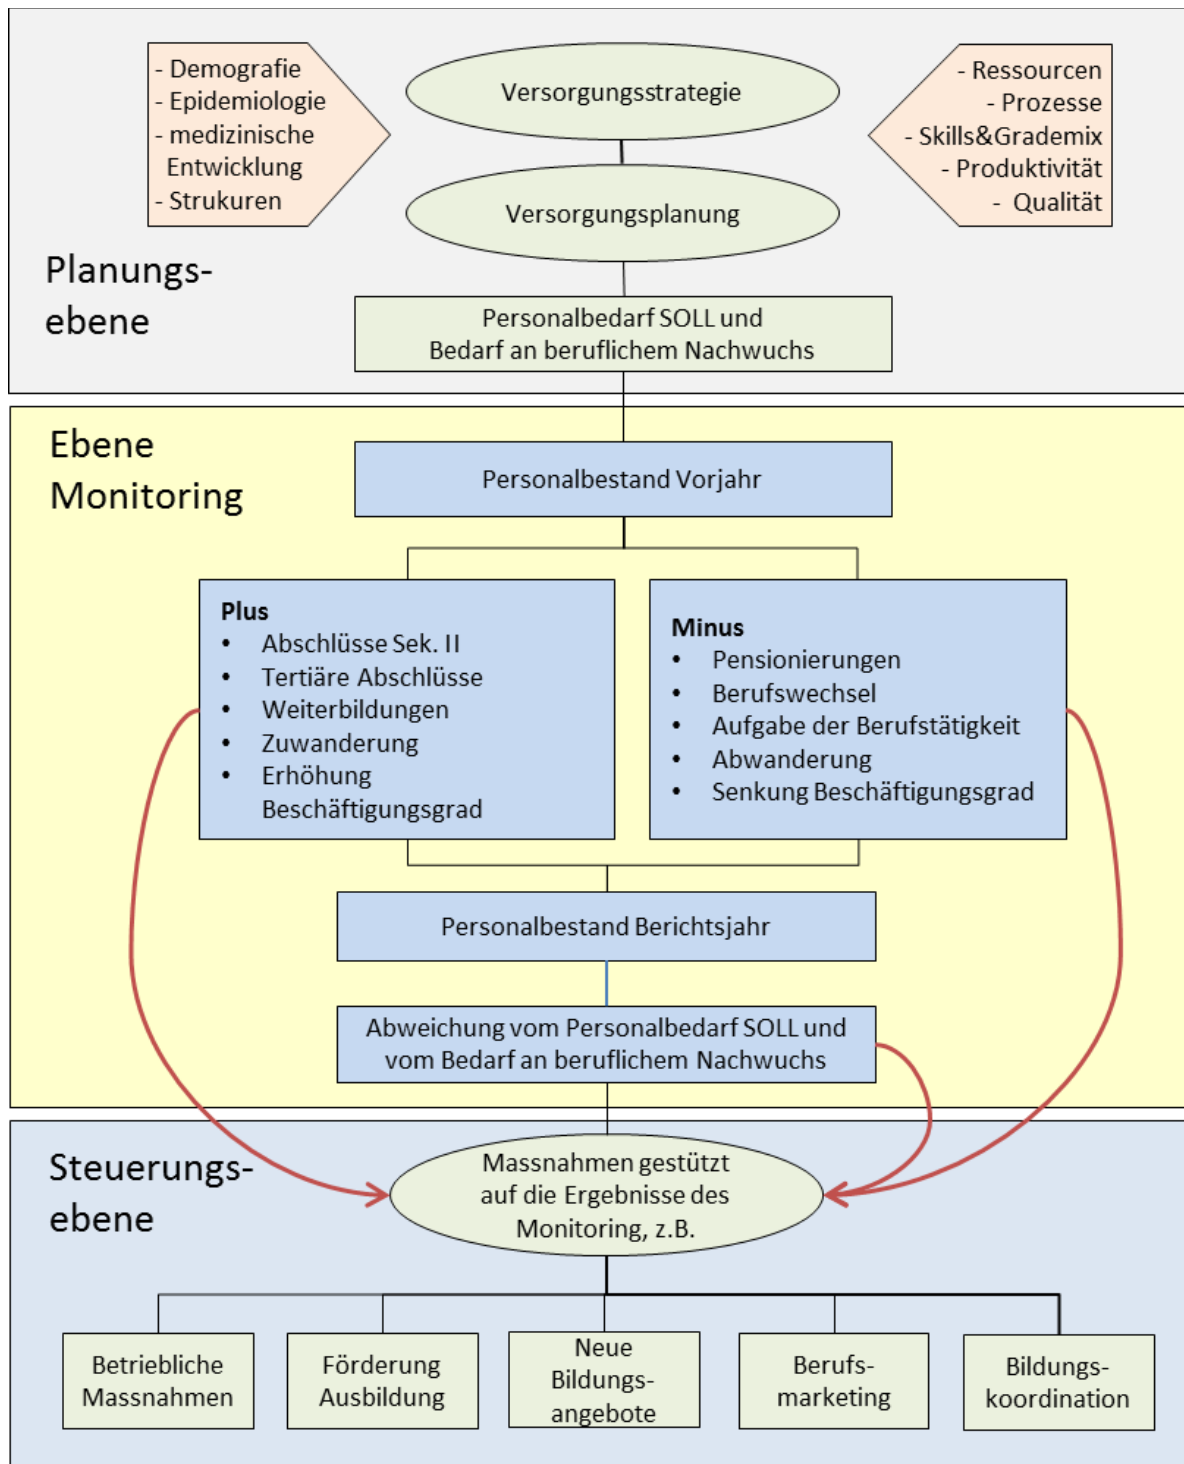 - Demografie
- Epidemiologie
- medizinische
Entwicklung
- Strukuren
Versorgungsstrategie
Versorgungsplanung
- Ressourcen
- Prozesse
- Skills&Grademix
- Produktivität
- Qualität
Planungs-
ebene
Personalbedarf SOLL und
Bedarf an beruflichem Nachwuchs
Ebene
Monitoring
Personalbestand Vorjahr
Plus
• Abschlüsse Sek. II
• Tertiäre Abschlüsse
• Weiterbildungen
• Zuwanderung
• Erhöhung
Beschäftigungsgrad
Minus
• Pensionierungen
• Berufswechsel
• Aufgabe der Berufstätigkeit
• Abwanderung
• Senkung Beschäftigungsgrad
Personalbestand Berichtsjahr
Abweichung vom Personalbedarf SOLL und
vom Bedarf an beruflichem Nachwuchs
Steuerungs-
ebene
Massnahmen gestützt
auf die Ergebnisse des
Monitoring, z.B.
Betriebliche
Massnahmen
Förderung
Ausbildung
Neue
Bildungs-
angebote
Berufs-
marketing
Bildungs-
koordination